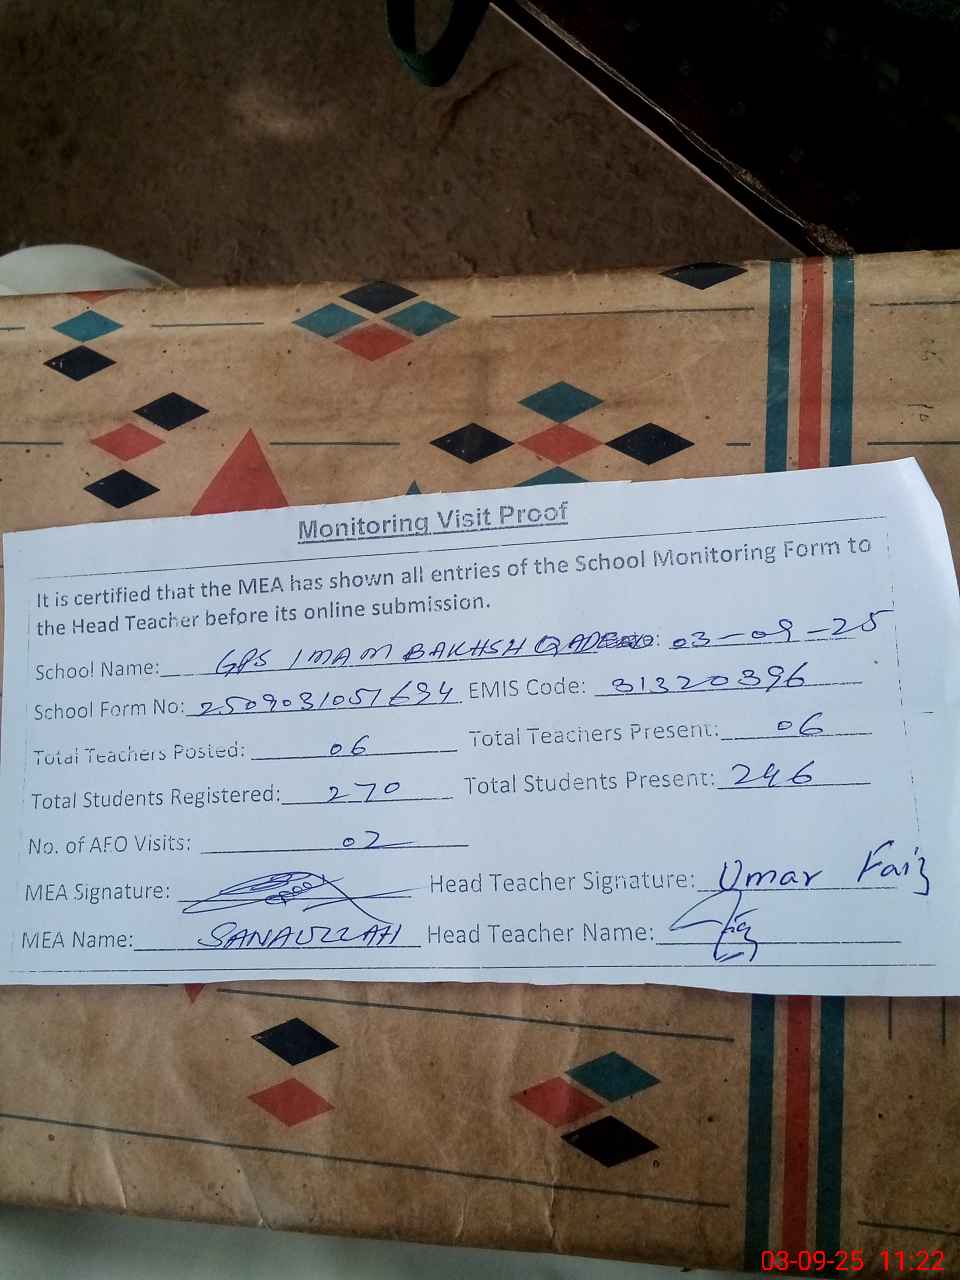 Monitoring Visit Proof
It is certified that the MEA has shown all entries of the School Monitoring Form to
the Head Teacher before its online submission.
School Name: GPS IMAM BAKHSH : 03-09-25
School Form No: 2509031051694 EMIS Code: 31320396
Total Teachers Posted: 06 Total Teachers Present: 06
Total Students Registered: 270 Total Students Present: 246
No. of AFO Visits: 02
MEA Signature: Head Teacher Signature: Umar Faiz
MEA Name: SANAULLAH Head Teacher Name:
03-09-25 11:22